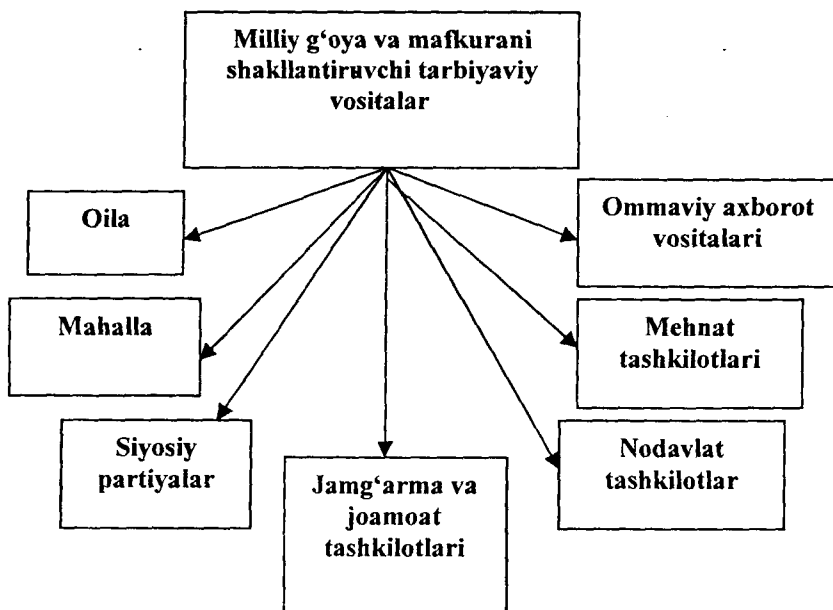 Milliy g‘oya va mafkurani
shakllantiruvchi tarbiyaviy
vositalar
Oila
Ommaviy axborot
vositalari
Mahalla
Mehnat
tashkilotlari
Siyosiy
partiyalar
Jamg‘arma va
joamoat
tashkilotlari
Nodavlat
tashkilotlar